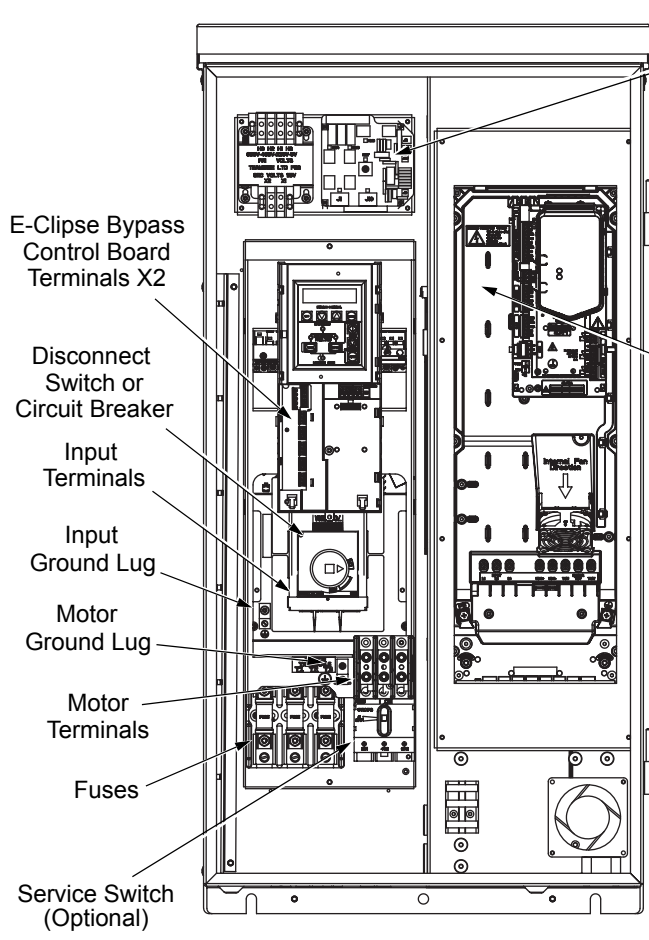 E-Clipse Bypass
Control Board
Terminals X2
Disconnect
Switch or
Circuit Breaker
Input
Terminals
Input
Ground Lug
Motor
Ground Lug
Motor
Terminals
Fuses
Service Switch
(Optional)
Internal Fan
Direction